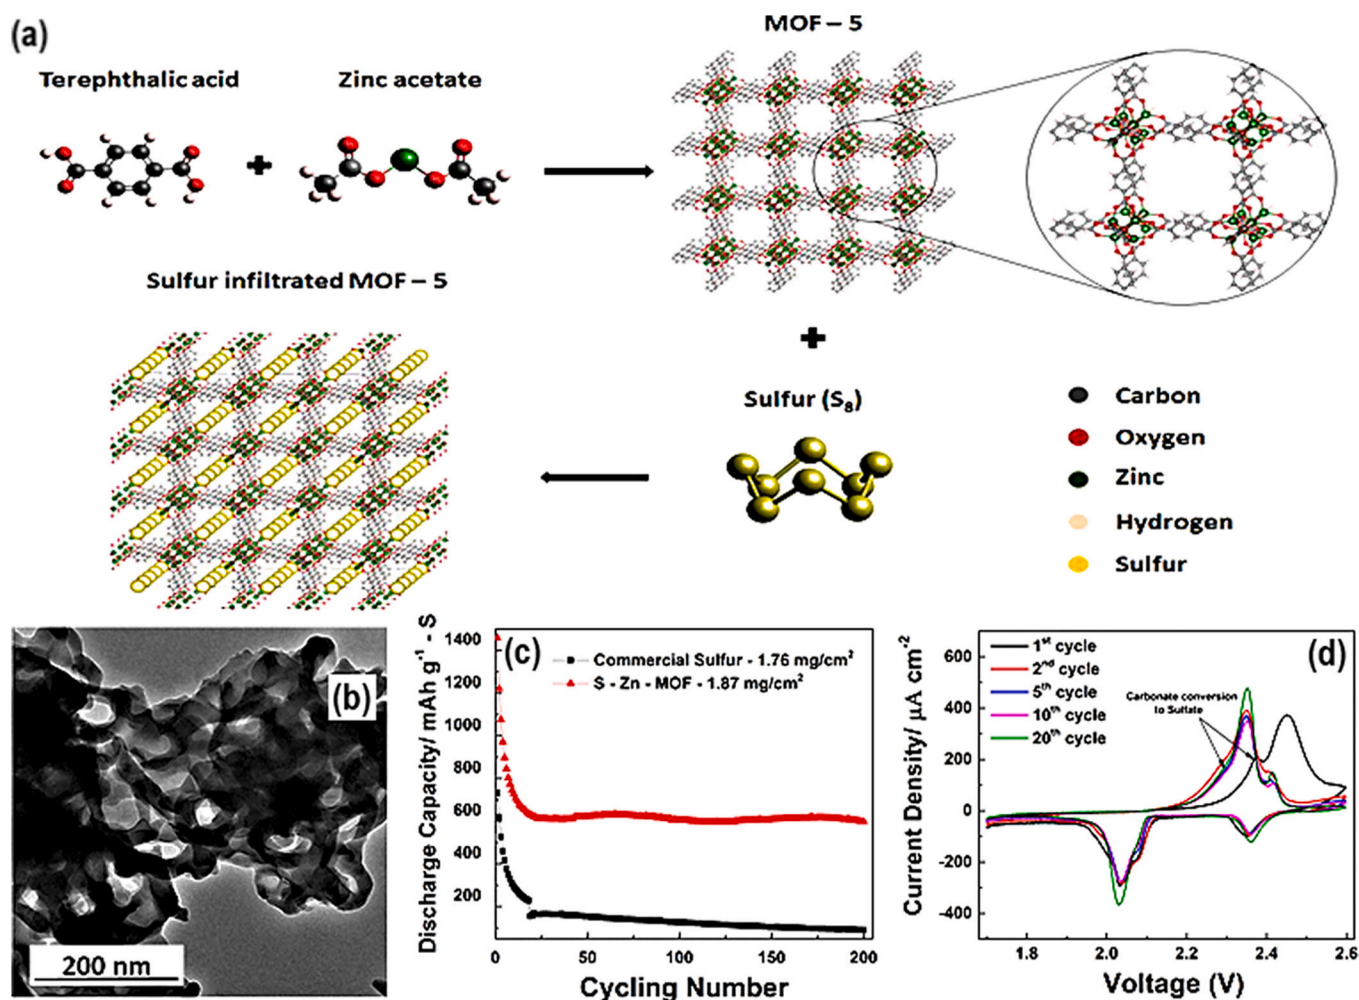 (a)
MOF – 5
Terephthalic acid
Zinc acetate
Sulfur infiltrated MOF – 5
Sulfur (S₈)
Carbon
Oxygen
Zinc
Hydrogen
Sulfur
(b)
200 nm
(c)
Commercial Sulfur - 1.76 mg/cm²
S - Zn - MOF - 1.87 mg/cm²
Discharge Capacity/ mAh g⁻¹ - S
1400
1200
1000
800
600
400
200
0
50
100
150
200
Cycling Number
(d)
1ˢᵗ cycle
2ⁿᵈ cycle
5ᵗʰ cycle
10ᵗʰ cycle
20ᵗʰ cycle
Carbonate conversion
to Sulfate
Current Density/ µA cm⁻²
600
400
200
0
-200
-400
1.8
2.0
2.2
2.4
2.6
Voltage (V)